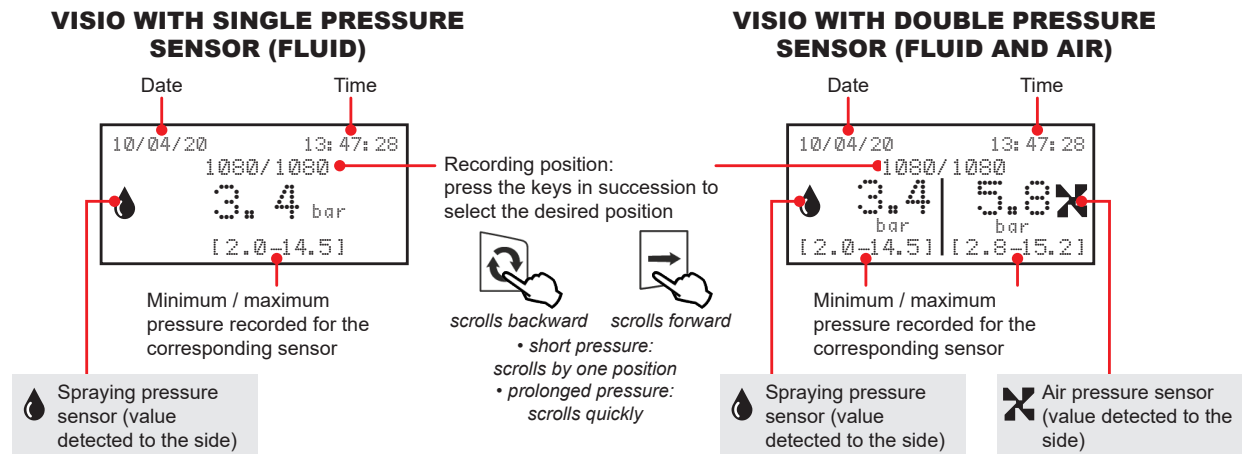 VISIO WITH SINGLE PRESSURE
SENSOR (FLUID)
Date
Time
10/04/20
13:47:28
1080/1080
3.4 bar
[2.0-14.5]
Minimum / maximum
pressure recorded for the
corresponding sensor
Spraying pressure
sensor (value
detected to the side)
Recording position:
press the keys in succession to
select the desired position
scrolls backward
scrolls forward
• short pressure:
scrolls by one position
• prolonged pressure:
scrolls quickly
VISIO WITH DOUBLE PRESSURE
SENSOR (FLUID AND AIR)
Date
Time
10/04/20
13:47:28
1080/1080
3.4
bar
[2.0-14.5]
5.8
bar
[2.8-15.2]
Minimum / maximum
pressure recorded for the
corresponding sensor
Spraying pressure
sensor (value
detected to the side)
Air pressure sensor
(value detected to the
side)